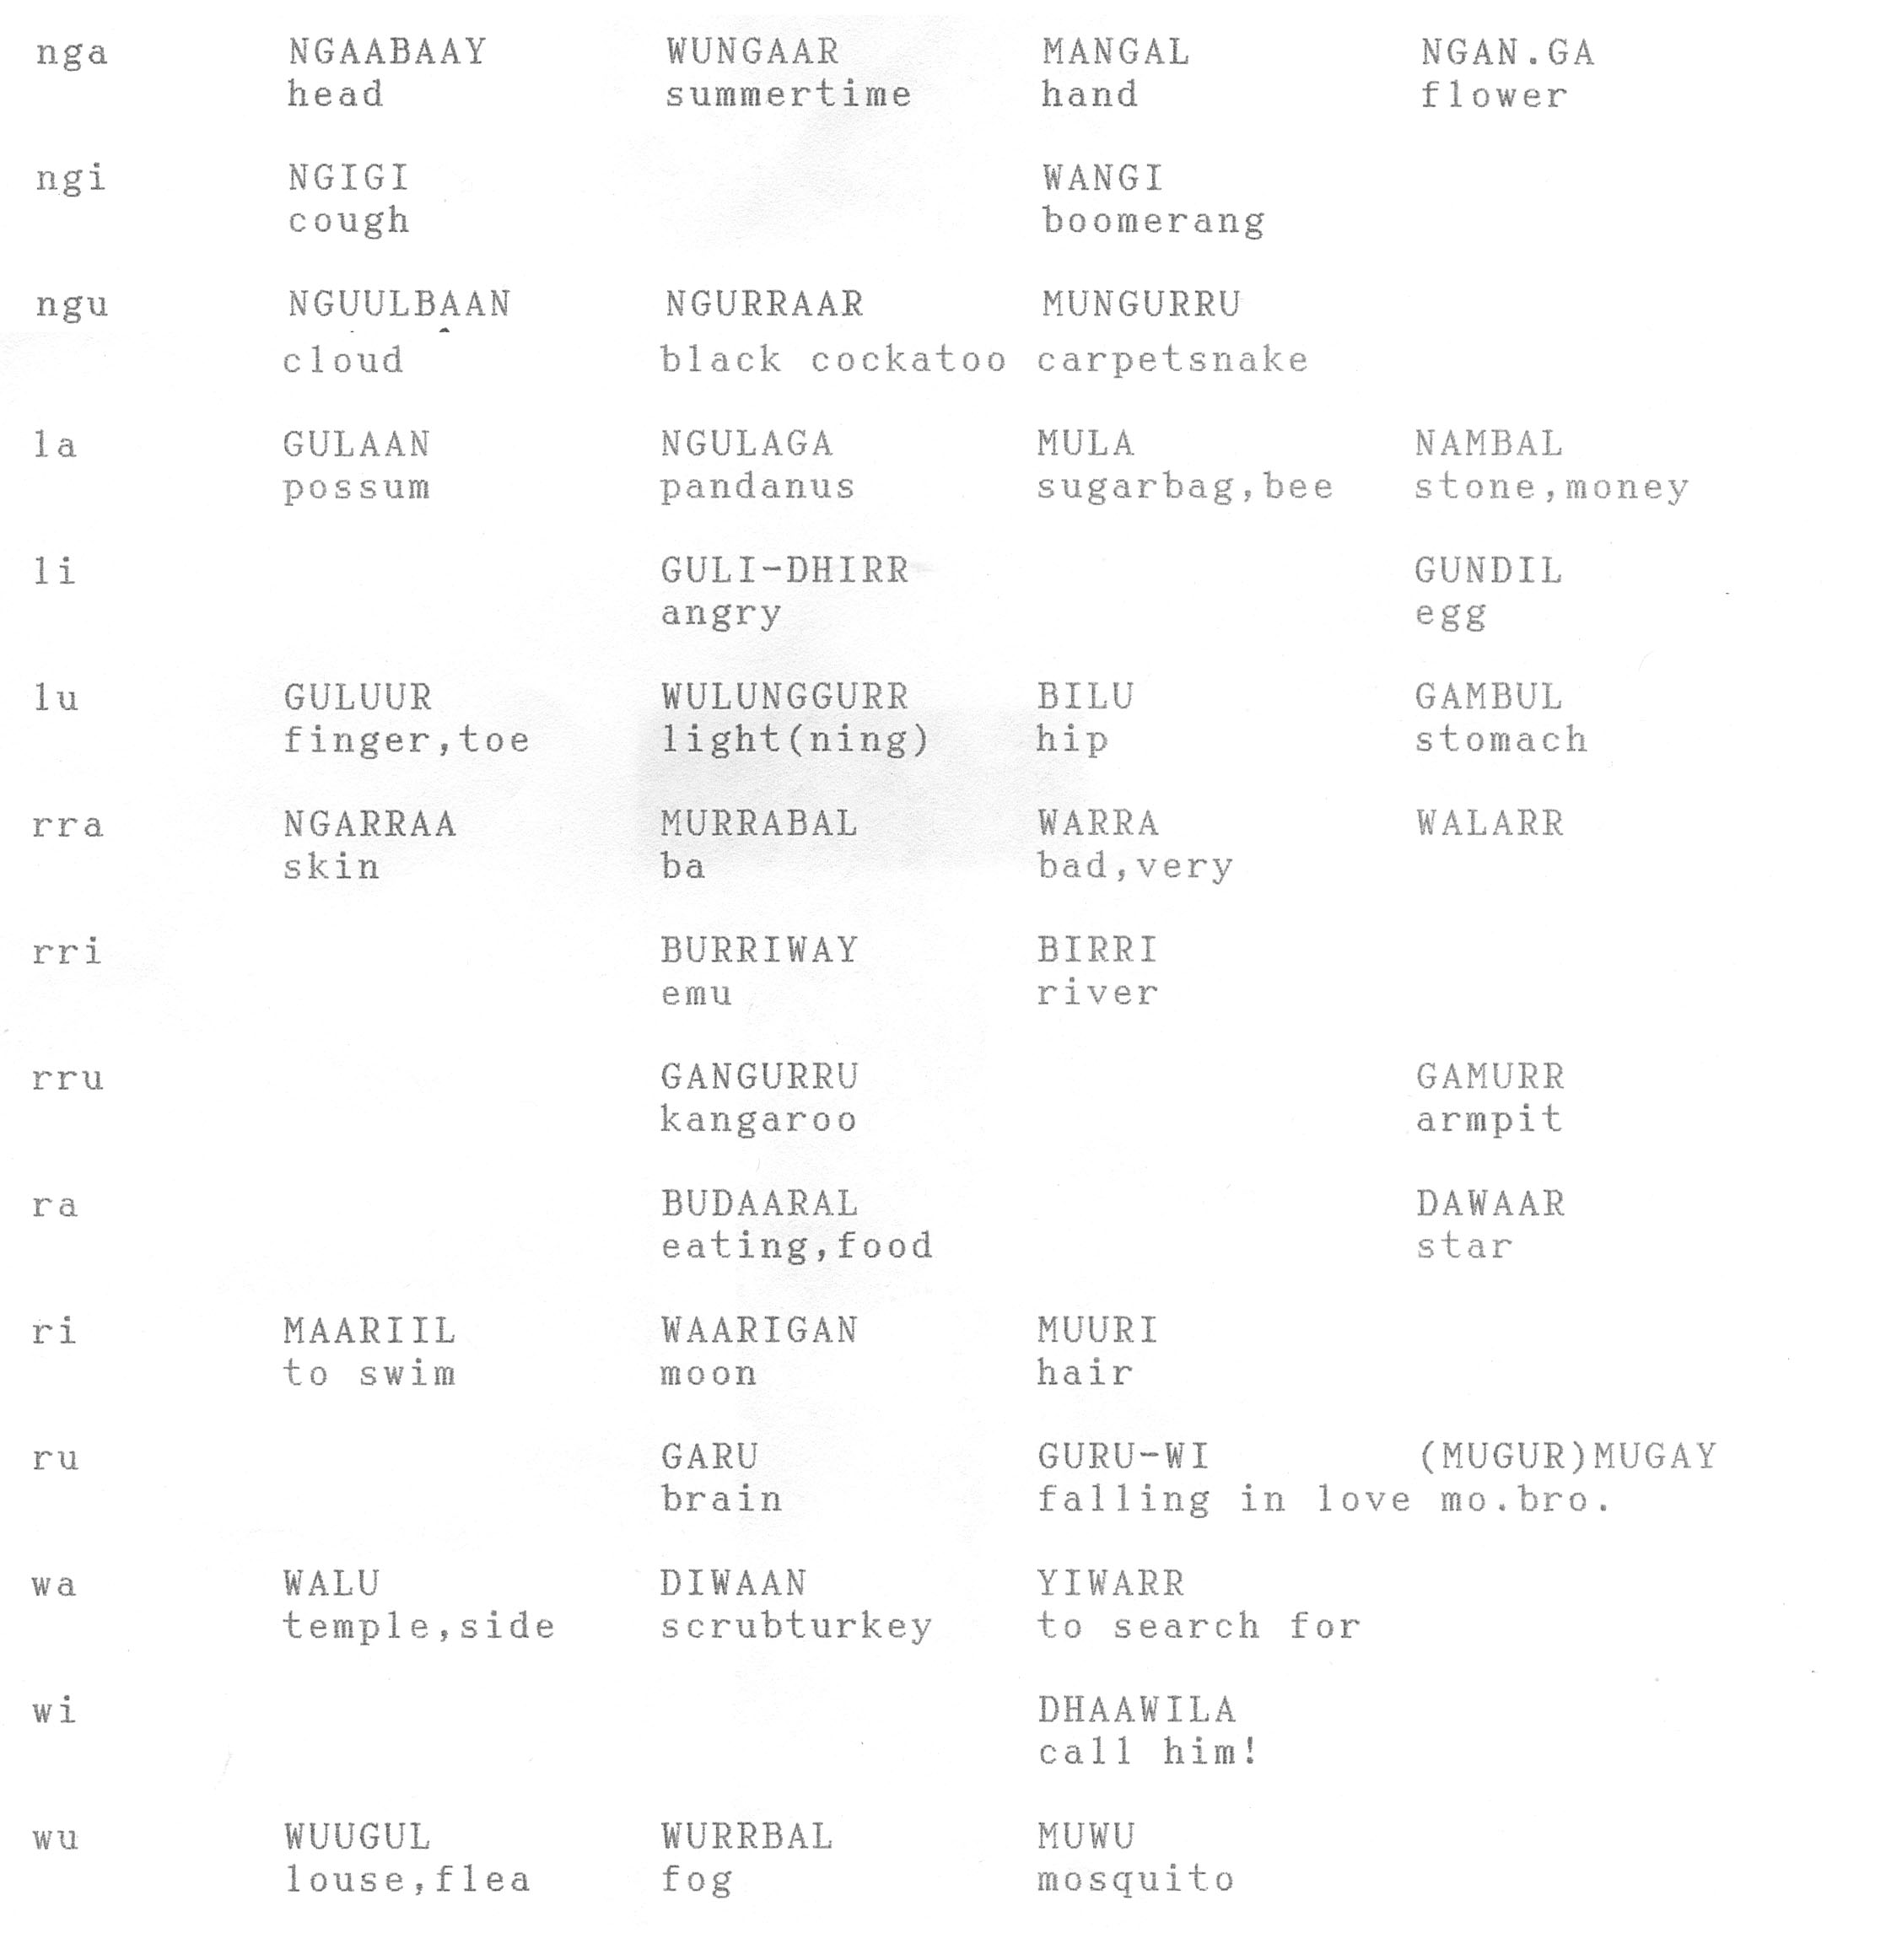 nga NGAABAAY WUNGAAR MANGAL NGAN.GA
head summertime hand flower
ngi NGIGI WANGI
cough boomerang
ngu NGUULBAAN NGURRAAR MUNGURRU
cloud black cockatoo carpetsnake
la GULAAN NGULAGA MULA NAMBAL
possum pandanus sugarbag,bee stone,money
li GULI-DHIRR GUNDIL
angry egg
lu GULUUR WULUNGGURR BILU GAMBUL
finger,toe light(ning) hip stomach
rra NGARRAA MURRABAL WARRA WALARR
skin ba bad,very
rri BURRIWAY BIRRI
emu river
rru GANGURRU GAMURR
kangaroo armpit
ra BUDAARAL DAWAAR
eating,food star
ri MAARIIL WAARIGAN MUURI
to swim moon hair
ru GARU GURU-WI (MUGUR)MUGAY
brain falling in love mo.bro.
wa WALU DIWAAN YIWARR
temple,side scrubturkey to search for
wi DHAAWILA
call him!
wu WUUGUL WURRBAL MUWU
louse,flea fog mosquito